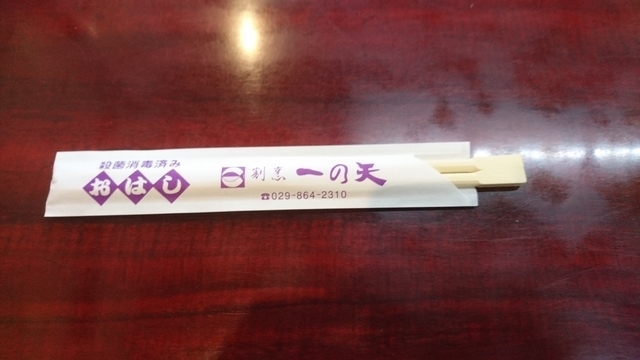 殺菌消毒済み
おはし
割烹 一の天
☎029-864-2310